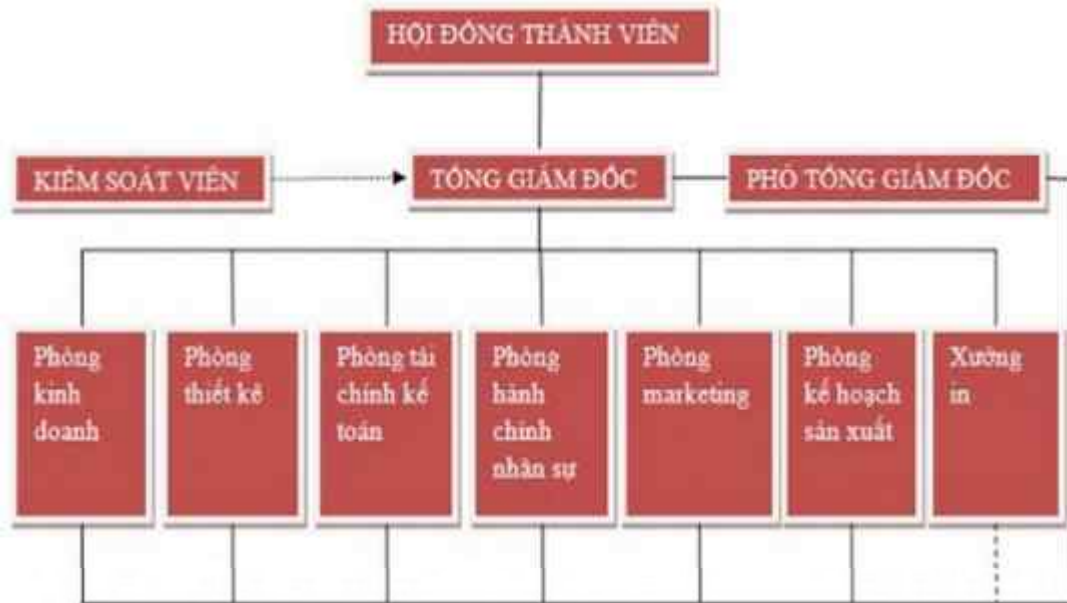 HỘI ĐỒNG THÀNH VIÊN
KIỂM SOÁT VIÊN
TỔNG GIÁM ĐỐC
PHÓ TỔNG GIÁM ĐỐC
Phòng
kinh
doanh
Phòng
thiết kế
Phòng tài
chính kế
toán
Phòng
hành
chính
nhân sự
Phòng
marketing
Phòng
kế hoạch
sản xuất
Xưởng
in